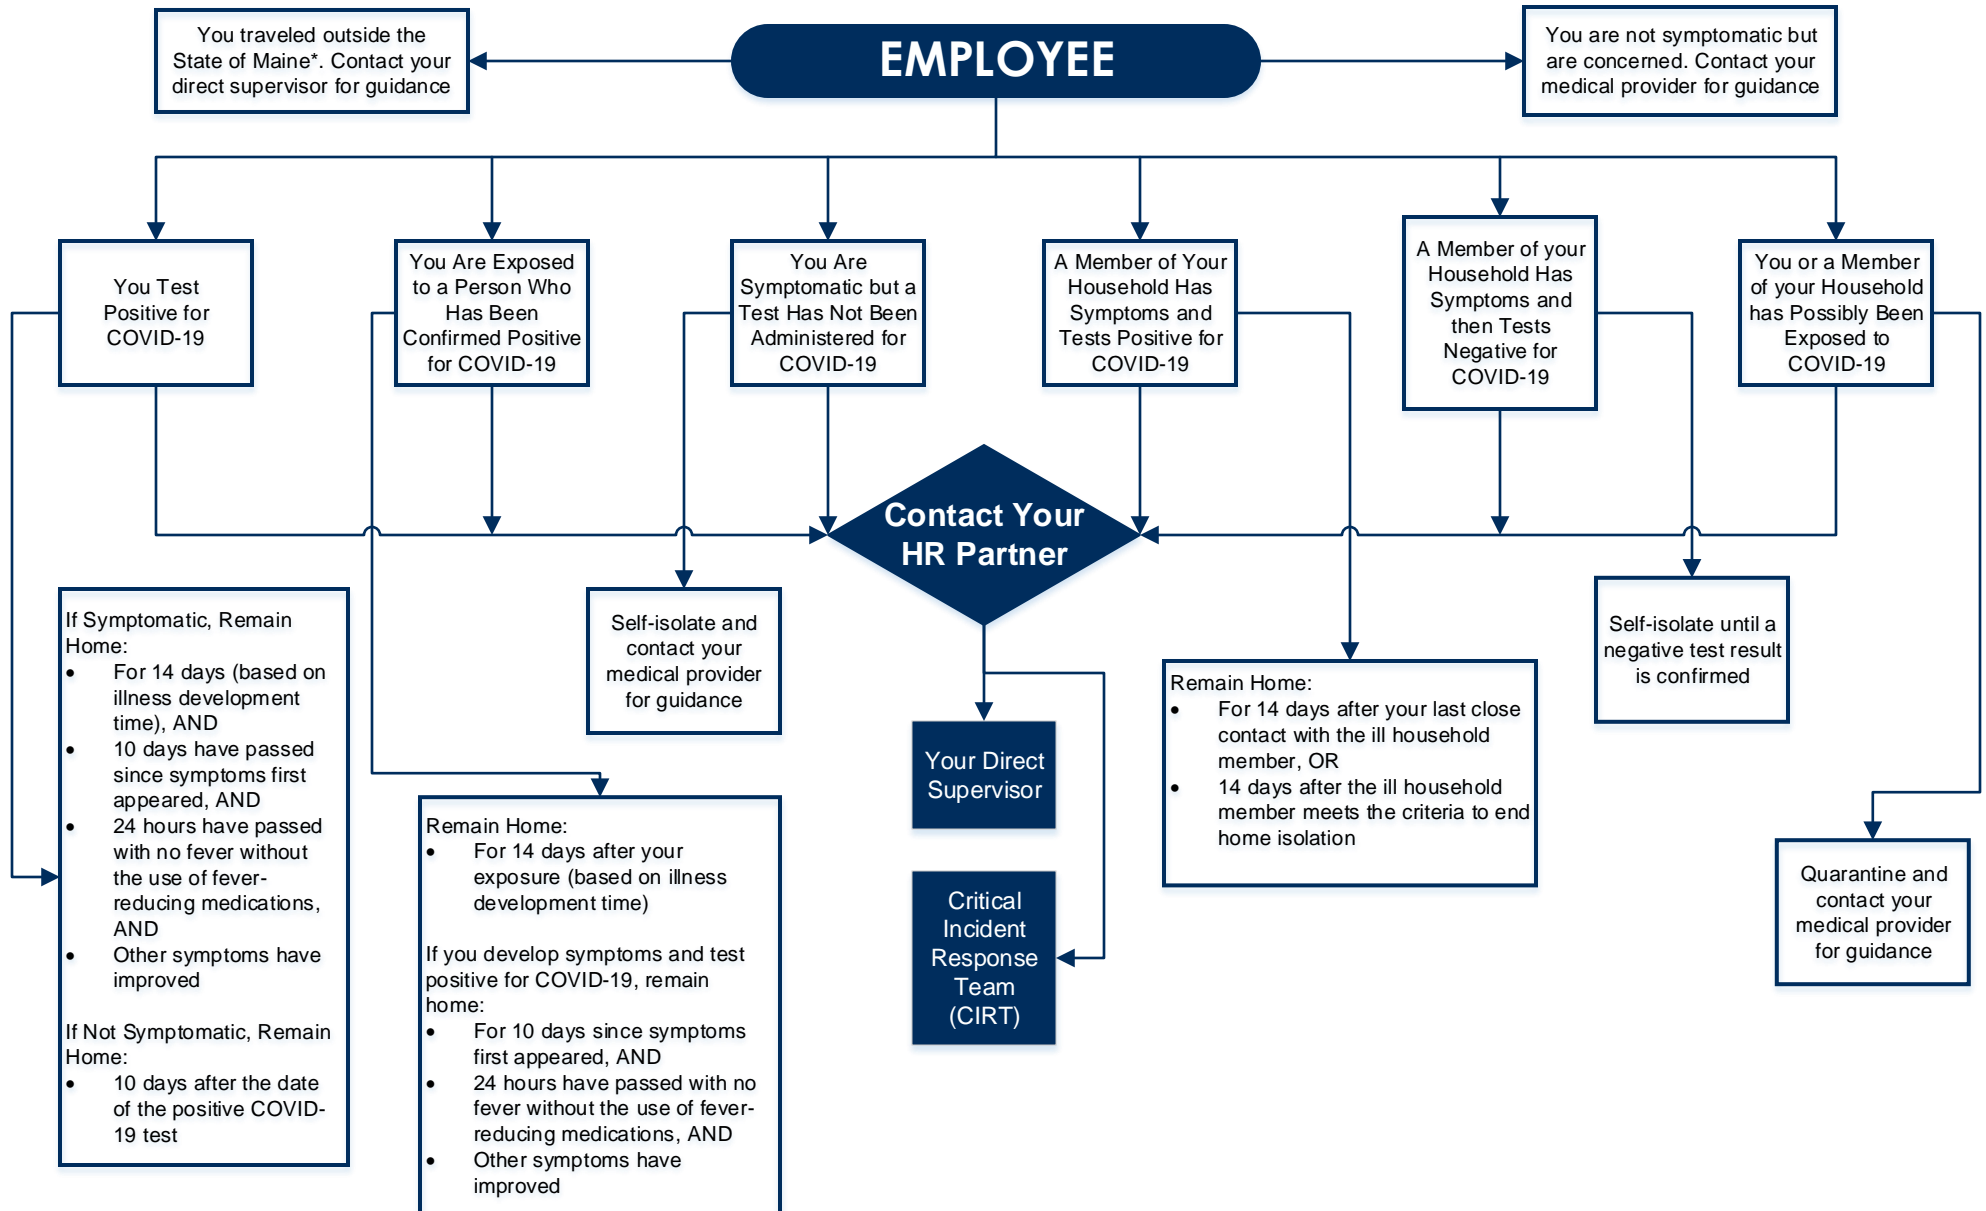 You traveled outside the
State of Maine*. Contact your
direct supervisor for guidance
EMPLOYEE
You are not symptomatic but
are concerned. Contact your
medical provider for guidance
You Test
Positive for
COVID-19
You Are Exposed
to a Person Who
Has Been
Confirmed Positive
for COVID-19
You Are
Symptomatic but a
Test Has Not Been
Administered for
COVID-19
A Member of Your
Household Has
Symptoms and
Tests Positive for
COVID-19
A Member of your
Household Has
Symptoms and
then Tests
Negative for
COVID-19
You or a Member
of your Household
has Possibly Been
Exposed to
COVID-19
Contact Your
HR Partner
If Symptomatic, Remain
Home:
• For 14 days (based on
illness development
time), AND
• 10 days have passed
since symptoms first
appeared, AND
• 24 hours have passed
with no fever without
the use of fever-
reducing medications,
AND
• Other symptoms have
improved
If Not Symptomatic, Remain
Home:
• 10 days after the date
of the positive COVID-
19 test
Remain Home:
• For 14 days after your
exposure (based on illness
development time)
If you develop symptoms and test
positive for COVID-19, remain
home:
• For 10 days since symptoms
first appeared, AND
• 24 hours have passed with no
fever without the use of fever-
reducing medications, AND
• Other symptoms have
improved
Self-isolate and
contact your
medical provider
for guidance
Your Direct
Supervisor
Critical
Incident
Response
Team
(CIRT)
Remain Home:
• For 14 days after your last close
contact with the ill household
member, OR
• 14 days after the ill household
member meets the criteria to end
home isolation
Self-isolate until a
negative test result
is confirmed
Quarantine and
contact your
medical provider
for guidance